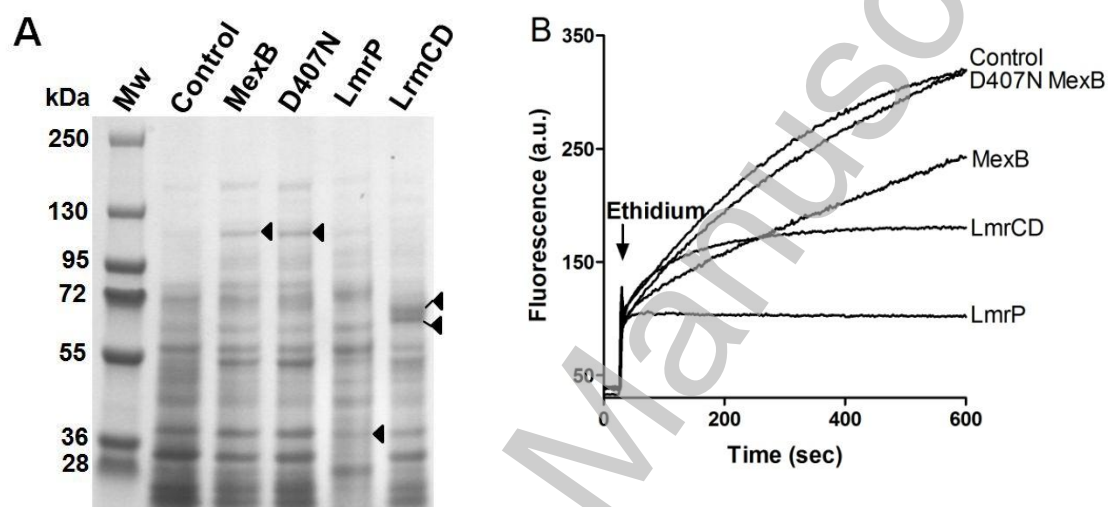 A
B
kDa
Mw
Control
MexB
D407N
LmrP
LrmCD
250
130
95
72
55
36
28
350
250
150
50
Fluorescence (a.u.)
Ethidium
Control
D407N MexB
MexB
LmrCD
LmrP
0
200
400
600
Time (sec)
Manusc